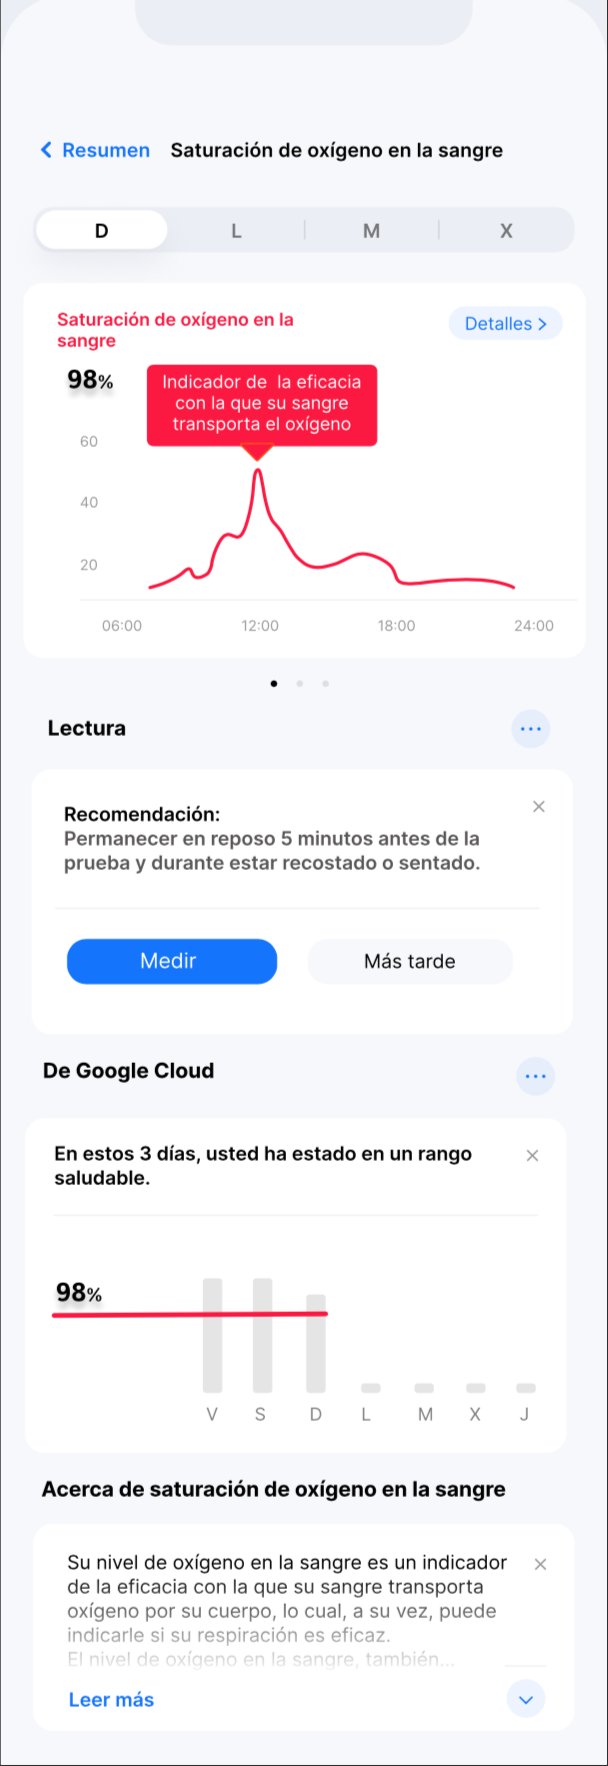 Resumen Saturación de oxígeno en la sangre
D L M X
Saturación de oxígeno en la
sangre
Detalles
98%
Indicador de la eficacia
con la que su sangre
transporta el oxígeno
60
40
20
06:00 12:00 18:00 24:00
Lectura
Recomendación:
Permanecer en reposo 5 minutos antes de la
prueba y durante estar recostado o sentado.
Medir Más tarde
De Google Cloud
En estos 3 días, usted ha estado en un rango
saludable.
98%
V S D L M X J
Acerca de saturación de oxígeno en la sangre
Su nivel de oxígeno en la sangre es un indicador
de la eficacia con la que su sangre transporta
oxígeno por su cuerpo, lo cual, a su vez, puede
indicarle si su respiración es eficaz.
El nivel de oxígeno en la sangre, también...
Leer más